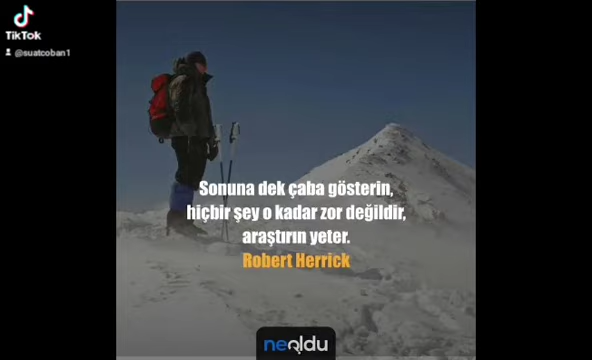 TikTok
@suatcoban1
Sonuna dek çaba gösterin,
hiçbir şey o kadar zor değildir,
araştırın yeter.
Robert Herrick
neoldu